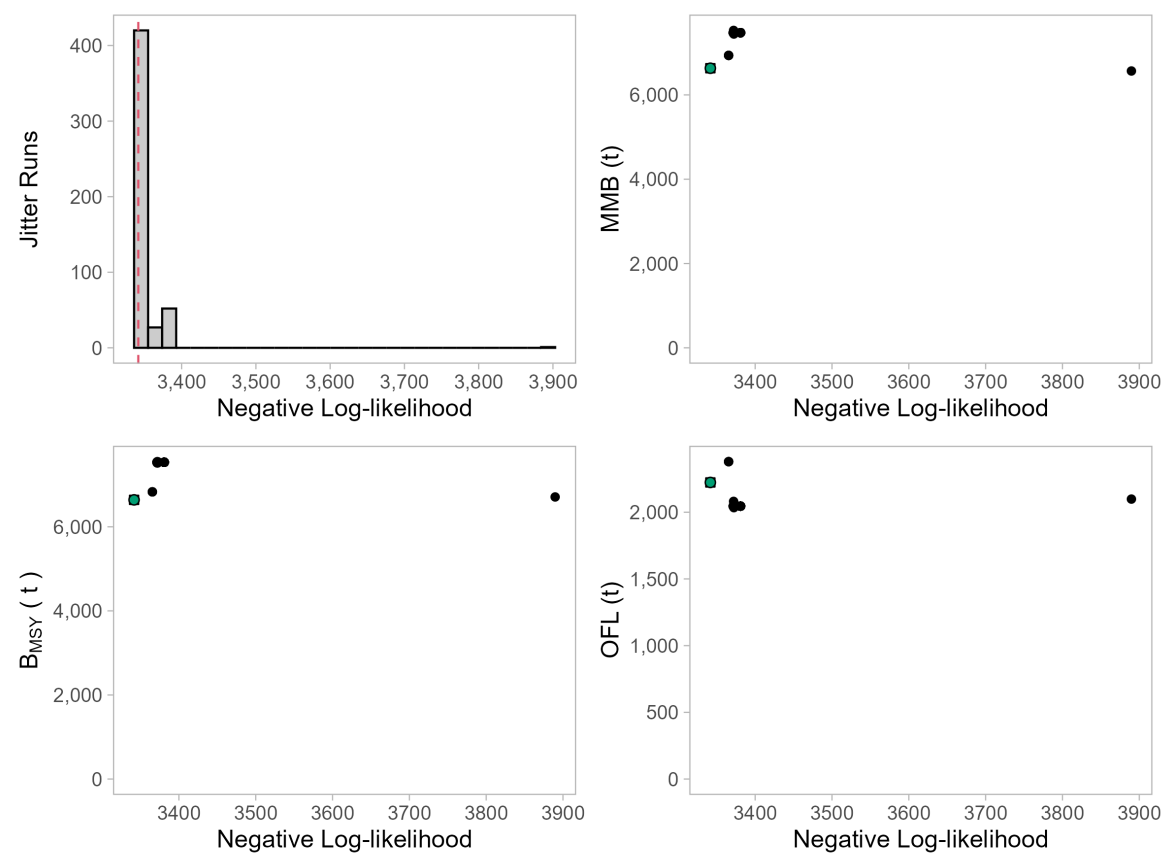 400
300
200
100
0
Jitter Runs
3,400 3,500 3,600 3,700 3,800 3,900
Negative Log-likelihood
6,000
4,000
2,000
0
MMB (t)
3400 3500 3600 3700 3800 3900
Negative Log-likelihood
6,000
4,000
2,000
0
BMSY ( t )
3400 3500 3600 3700 3800 3900
Negative Log-likelihood
2,000
1,500
1,000
500
0
OFL (t)
3400 3500 3600 3700 3800 3900
Negative Log-likelihood